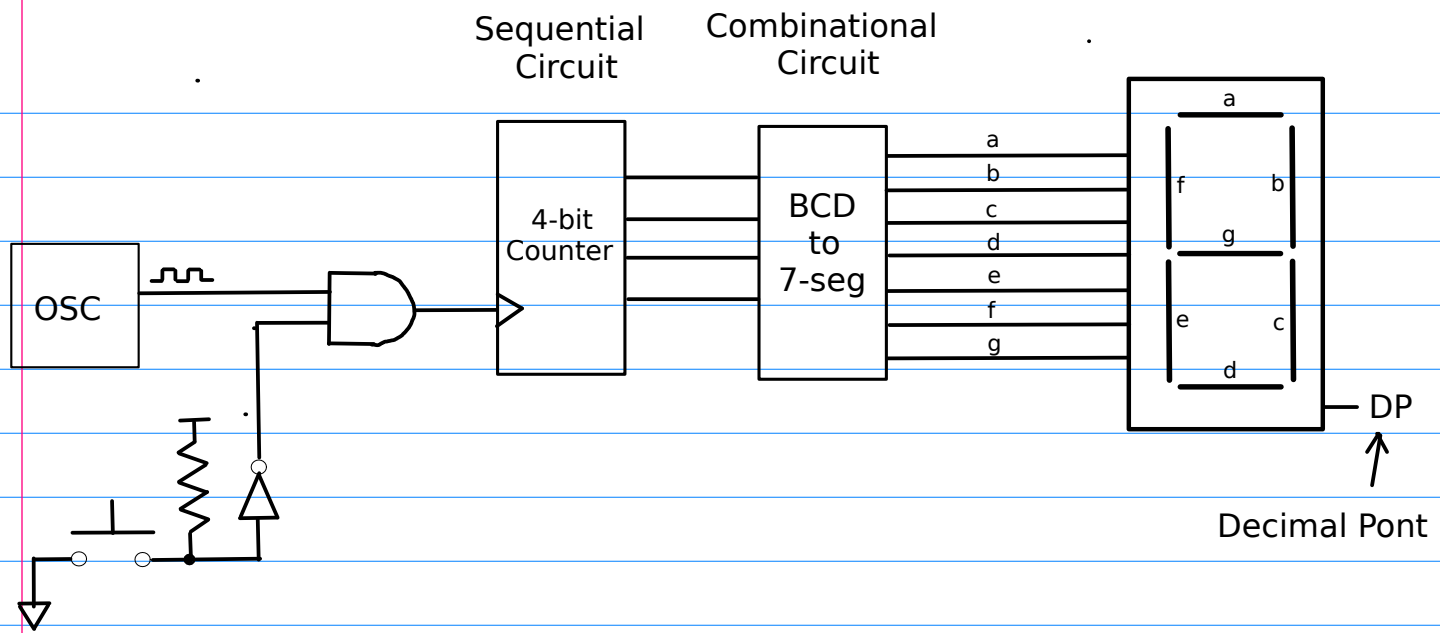 Sequential
Circuit
Combinational
Circuit
OSC
4-bit
Counter
BCD
to
7-seg
a
b
c
d
e
f
g
a
f
b
g
e
c
d
DP
Decimal Pont